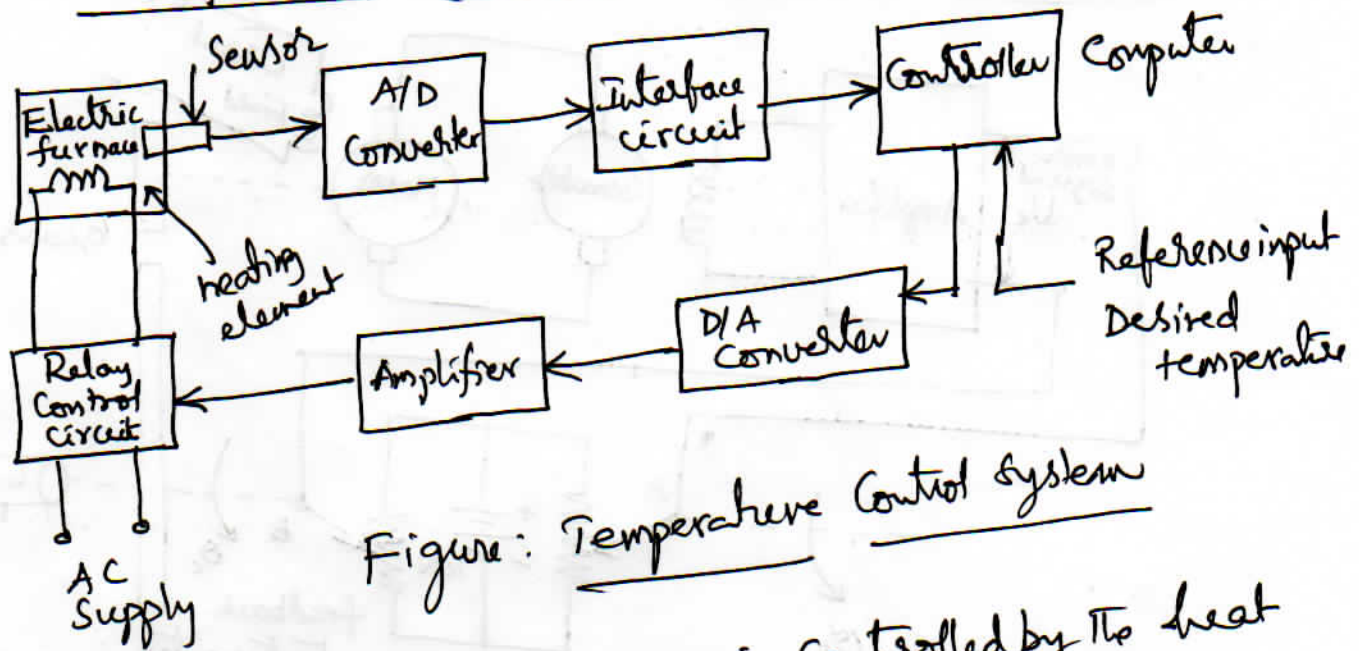 Sensor
Electric
furnace
A/D
Converter
Interface
circuit
Controller
Computer
heating
element
Reference input
Desired
temperature
D/A
Converter
Amplifier
Relay
Control
circuit
AC
Supply
Figure: Temperature Control System
Controlled by the heat